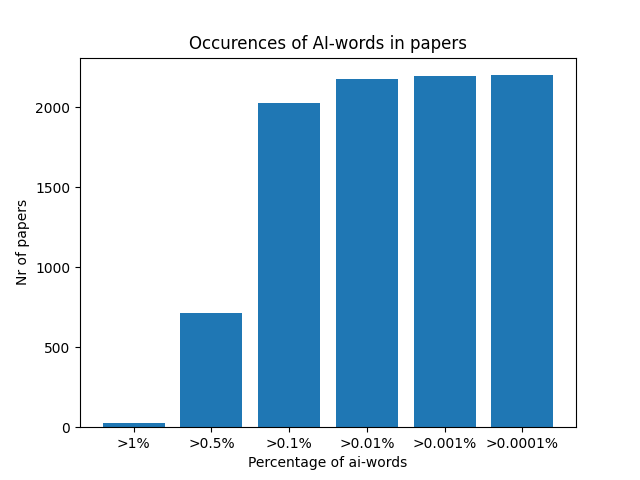 Occurences of AI-words in papers
Nr of papers
2000
1500
1000
500
0
>1% >0.5% >0.1% >0.01% >0.001% >0.0001%
Percentage of ai-words